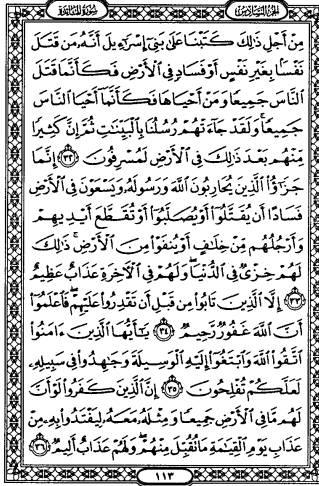 الجزء السادس سورة المائدة
مِنْ أَجْلِ ذَٰلِكَ كَتَبْنَا عَلَىٰ بَنِىٓ إِسْرَٰٓءِيلَ أَنَّهُۥ مَن قَتَلَ
نَفْسًۢا بِغَيْرِ نَفْسٍ أَوْ فَسَادٍ فِى ٱلْأَرْضِ فَكَأَنَّمَا قَتَلَ
ٱلنَّاسَ جَمِيعًا وَمَنْ أَحْيَاهَا فَكَأَنَّمَآ أَحْيَا ٱلنَّاسَ
جَمِيعًا ۚ وَلَقَدْ جَآءَتْهُمْ رُسُلُنَا بِٱلْبَيِّنَٰتِ ثُمَّ إِنَّ كَثِيرًا
مِّنْهُم بَعْدَ ذَٰلِكَ فِى ٱلْأَرْضِ لَمُسْرِفُونَ ٣٢ إِنَّمَا
جَزَٰٓؤُا۟ ٱلَّذِينَ يُحَارِبُونَ ٱللَّهَ وَرَسُولَهُۥ وَيَسْعَوْنَ فِى ٱلْأَرْضِ
فَسَادًا أَن يُقَتَّلُوٓا۟ أَوْ يُصَلَّبُوٓا۟ أَوْ تُقَطَّعَ أَيْدِيهِمْ
وَأَرْجُلُهُم مِّنْ خِلَٰفٍ أَوْ يُنفَوْا۟ مِنَ ٱلْأَرْضِ ۚ ذَٰلِكَ
لَهُمْ خِزْىٌ فِى ٱلدُّنْيَا ۖ وَلَهُمْ فِى ٱلْءَاخِرَةِ عَذَابٌ عَظِيمٌ
٣٣ إِلَّا ٱلَّذِينَ تَابُوا۟ مِن قَبْلِ أَن تَقْدِرُوا۟ عَلَيْهِمْ ۖ فَٱعْلَمُوٓا۟
أَنَّ ٱللَّهَ غَفُورٌ رَّحِيمٌ ٣٤ يَٰٓأَيُّهَا ٱلَّذِينَ ءَامَنُوا۟
ٱتَّقُوا۟ ٱللَّهَ وَٱبْتَغُوٓا۟ إِلَيْهِ ٱلْوَسِيلَةَ وَجَٰهِدُوا۟ فِى سَبِيلِهِۦ
لَعَلَّكُمْ تُفْلِحُونَ ٣٥ إِنَّ ٱلَّذِينَ كَفَرُوا۟ لَوْ أَنَّ
لَهُم مَّا فِى ٱلْأَرْضِ جَمِيعًا وَمِثْلَهُۥ مَعَهُۥ لِيَفْتَدُوا۟ بِهِۦ مِنْ
عَذَابِ يَوْمِ ٱلْقِيَٰمَةِ مَا تُقُبِّلَ مِنْهُمْ ۖ وَلَهُمْ عَذَابٌ أَلِيمٌ ٣٦
١١٣